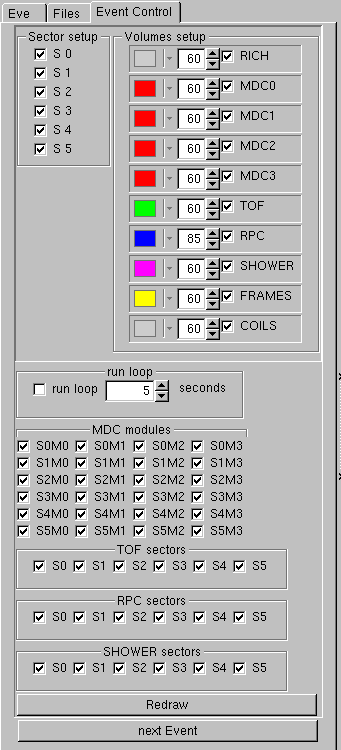 Eve Files Event Control
Sector setup
S 0
S 1
S 2
S 3
S 4
S 5
Volumes setup
60 RICH
60 MDC0
60 MDC1
60 MDC2
60 MDC3
60 TOF
85 RPC
60 SHOWER
60 FRAMES
60 COILS
run loop
run loop 5 seconds
MDC modules
S0M0 S0M1 S0M2 S0M3
S1M0 S1M1 S1M2 S1M3
S2M0 S2M1 S2M2 S2M3
S3M0 S3M1 S3M2 S3M3
S4M0 S4M1 S4M2 S4M3
S5M0 S5M1 S5M2 S5M3
TOF sectors
S0 S1 S2 S3 S4 S5
RPC sectors
S0 S1 S2 S3 S4 S5
SHOWER sectors
S0 S1 S2 S3 S4 S5
Redraw
next Event